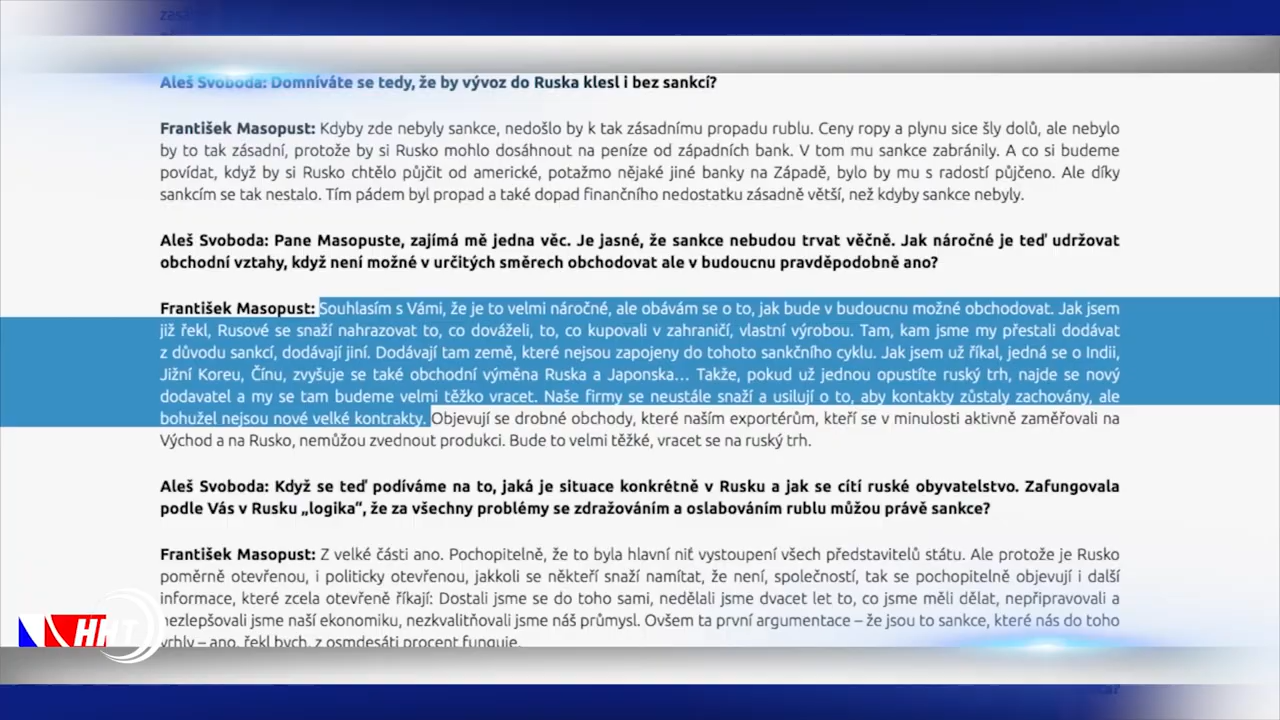 Aleš Svoboda: Domníváte se tedy, že by vývoz do Ruska klesl i bez sankcí?
František Masopust: Kdyby zde nebyly sankce, nedošlo by k tak zásadnímu propadu rublu. Ceny ropy a plynu sice šly dolů, ale nebylo
by to tak zásadní, protože by si Rusko mohlo dosáhnout na peníze od západních bank. V tom mu sankce zabránily. A co si budeme
povídat, když by si Rusko chtělo půjčit od americké, potažmo nějaké jiné banky na Západě, bylo by mu s radostí půjčeno. Ale díky
sankcím se tak nestalo. Tím pádem byl propad a také dopad finančního nedostatku zásadně větší, než kdyby sankce nebyly.
Aleš Svoboda: Pane Masopuste, zajímá mě jedna věc. Je jasné, že sankce nebudou trvat věčně. Jak náročné je teď udržovat
obchodní vztahy, když není možné v určitých směrech obchodovat ale v budoucnu pravděpodobně ano?
František Masopust: Souhlasím s Vámi, že je to velmi náročné, ale obávám se o to, jak bude v budoucnu možné obchodovat. Jak jsem
již řekl, Rusové se snaží nahrazovat to, co dováželi, to, co kupovali v zahraničí, vlastní výrobou. Tam, kam jsme my přestali dodávat
z důvodu sankcí, dodávají jiní. Dodávají tam země, které nejsou zapojeny do tohoto sankčního cyklu. Jak jsem už říkal, jedná se o Indii,
Jižní Koreu, Čínu, zvyšuje se také obchodní výměna Ruska a Japonska… Takže, pokud už jednou opustíte ruský trh, najde se nový
dodavatel a my se tam budeme velmi těžko vracet. Naše firmy se neustále snaží a usilují o to, aby kontakty zůstaly zachovány, ale
bohužel nejsou nové velké kontrakty. Objevují se drobné obchody, které naším exportérům, kteří se v minulosti aktivně zaměřovali na
Východ a na Rusko, nemůžou zvednout produkci. Bude to velmi těžké, vracet se na ruský trh.
Aleš Svoboda: Když se teď podíváme na to, jaká je situace konkrétně v Rusku a jak se cítí ruské obyvatelstvo. Zafungovala
podle Vás v Rusku „logika“, že za všechny problémy se zdražováním a oslabováním rublu můžou právě sankce?
František Masopust: Z velké části ano. Pochopitelně, že to byla hlavní niť vystoupení všech představitelů státu. Ale protože je Rusko
poměrně otevřenou, i politicky otevřenou, jakkoli se někteří snaží namítat, že není, společností, tak se pochopitelně objevují i další
informace, které zcela otevřeně říkají: Dostali jsme se do toho sami, nedělali jsme dvacet let to, co jsme měli dělat, nepřipravovali a
nezlepšovali jsme naší ekonomiku, nezkvalitňovali jsme náš průmysl. Ovšem ta první argumentace – že jsou to sankce, které nás do toho
vrhly – ano, řekl bych, z osmdesáti procent funguje.
ННТ